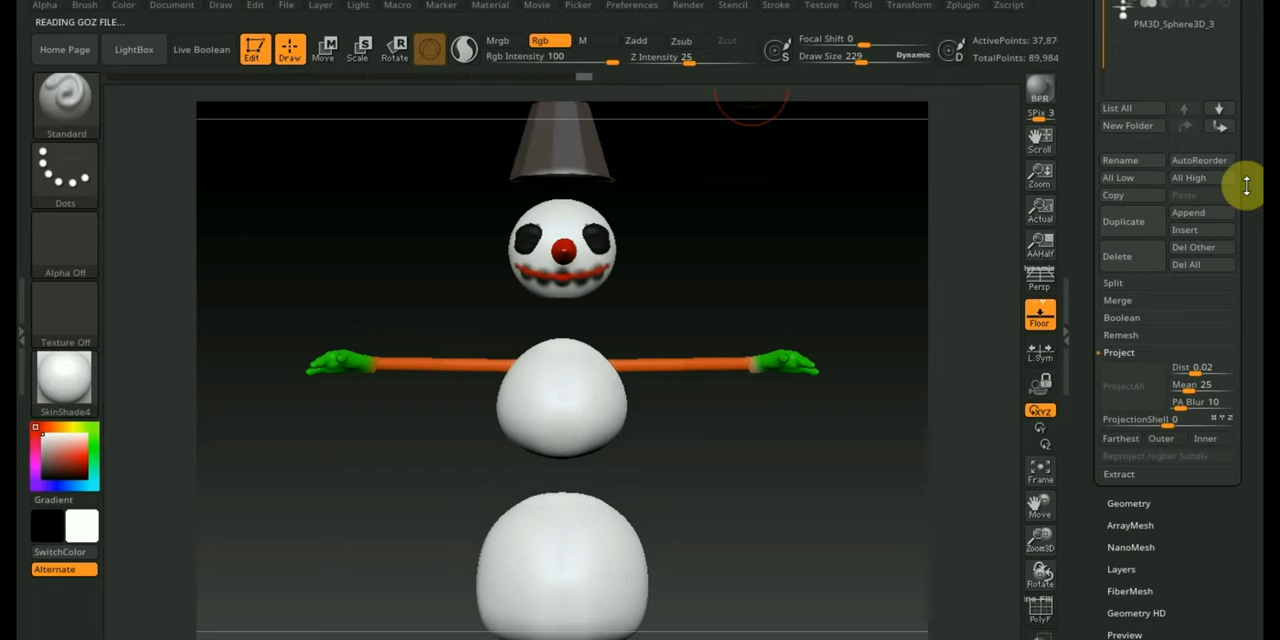 Alpha Brush Color Document Draw Edit File Layer Light Macro Marker Material Movie Picker Preferences Render Stencil Stroke Texture Tool Transform Zplugin Zscript
READING GOZ FILE...
PM3D_Sphere3D_3
Home Page LightBox Live Boolean Edit Draw Move Scale Rotate
Mrgb Rgb M Zadd Zsub Zcut
Rgb Intensity 100 Z Intensity 25
Focal Shift 0
Draw Size 229 Dynamic
ActivePoints: 37,87
TotalPoints: 89,984
S
D
Standard
Dots
Alpha Off
Texture Off
SkinShade4
Gradient
SwitchColor
Alternate
BPR
SPix 3
Scroll
Zoom
Actual
AAHalf
Dynamic
Persp
Floor
L.Sym
XYZ
Y
Z
Frame
Move
Zoom3D
Rotate
ine Fill
PolyF
List All
New Folder
Rename AutoReorder
All Low All High
Copy Paste
Duplicate Append
Insert
Delete Del Other
Del All
Split
Merge
Boolean
Remesh
Project
ProjectAll Dist 0.02
Mean 25
PA Blur 10
ProjectionShell 0
Farthest Outer Inner
Reproject Higher Subdiv
Extract
Geometry
ArrayMesh
NanoMesh
Layers
FiberMesh
Geometry HD
Preview